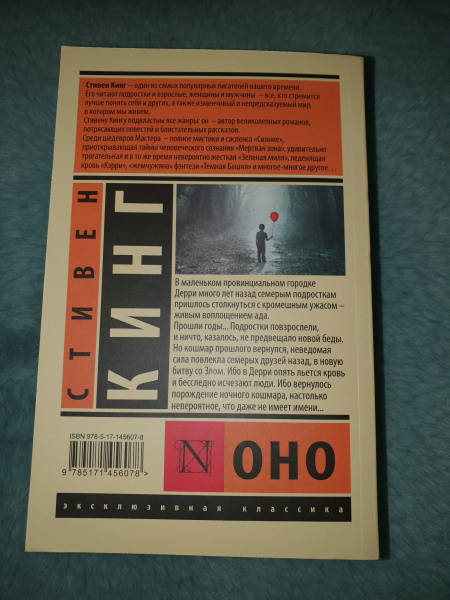 Стивен Кинг – один из самых популярных писателей нашего времени.
Его читают подростки и взрослые, женщины и мужчины – все, кто стремится
лучше понять себя и других, а также изменчивый и непредсказуемый мир,
в котором мы живем.
Стивену Кингу подвластны все жанры: он – автор великолепных романов,
потрясающих повестей и блистательных рассказов.
Среди шедевров Мастера – полное мистики и саспенса «Сияние»,
приоткрывающая тайны человеческого сознания «Мертвая зона», удивительно
трогательная и в то же время невероятно жесткая «Зеленая миля», леденящая
кровь «Кэрри», «жемчужина» фэнтези «Темная Башня» и многое-многое другое…
СТИВЕН
КИНГ
В маленьком провинциальном городке
Дерри много лет назад семерым подросткам
пришлось столкнуться с кромешным ужасом –
живым воплощением ада.
Прошли годы... Подростки повзрослели,
и ничто, казалось, не предвещало новой беды.
Но кошмар прошлого вернулся, неведомая
сила повлекла семерых друзей назад, в новую
битву со Злом. Ибо в Дерри опять льется кровь
и бесследно исчезают люди. Ибо вернулось
порождение ночного кошмара, настолько
невероятное, что даже не имеет имени...
ISBN 978-5-17-145607-8
9 785171 456078 >
N
ОНО
эксклюзивная классика